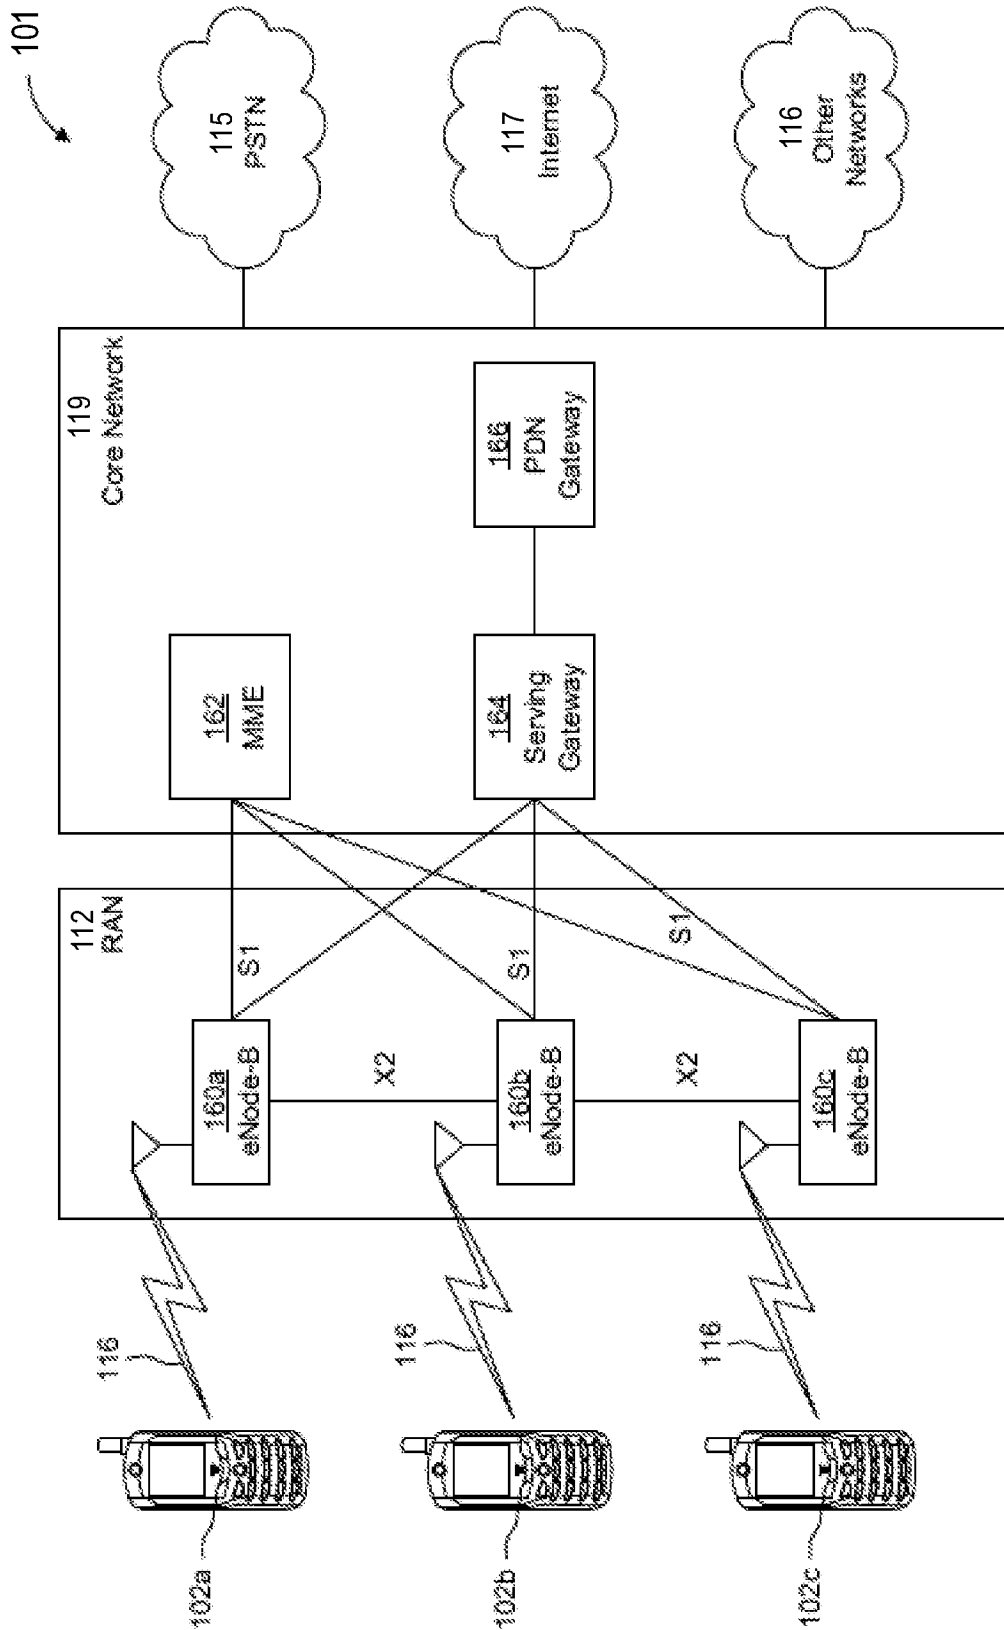 101
115
PSTN
117
Internet
116
Other
Networks
119
Core Network
162
MME
164
Serving
Gateway
166
PDN
Gateway
112
RAN
S1
S1
S1
160a
eNode-B
X2
160b
eNode-B
X2
160c
eNode-B
116
116
116
102a
102b
102c